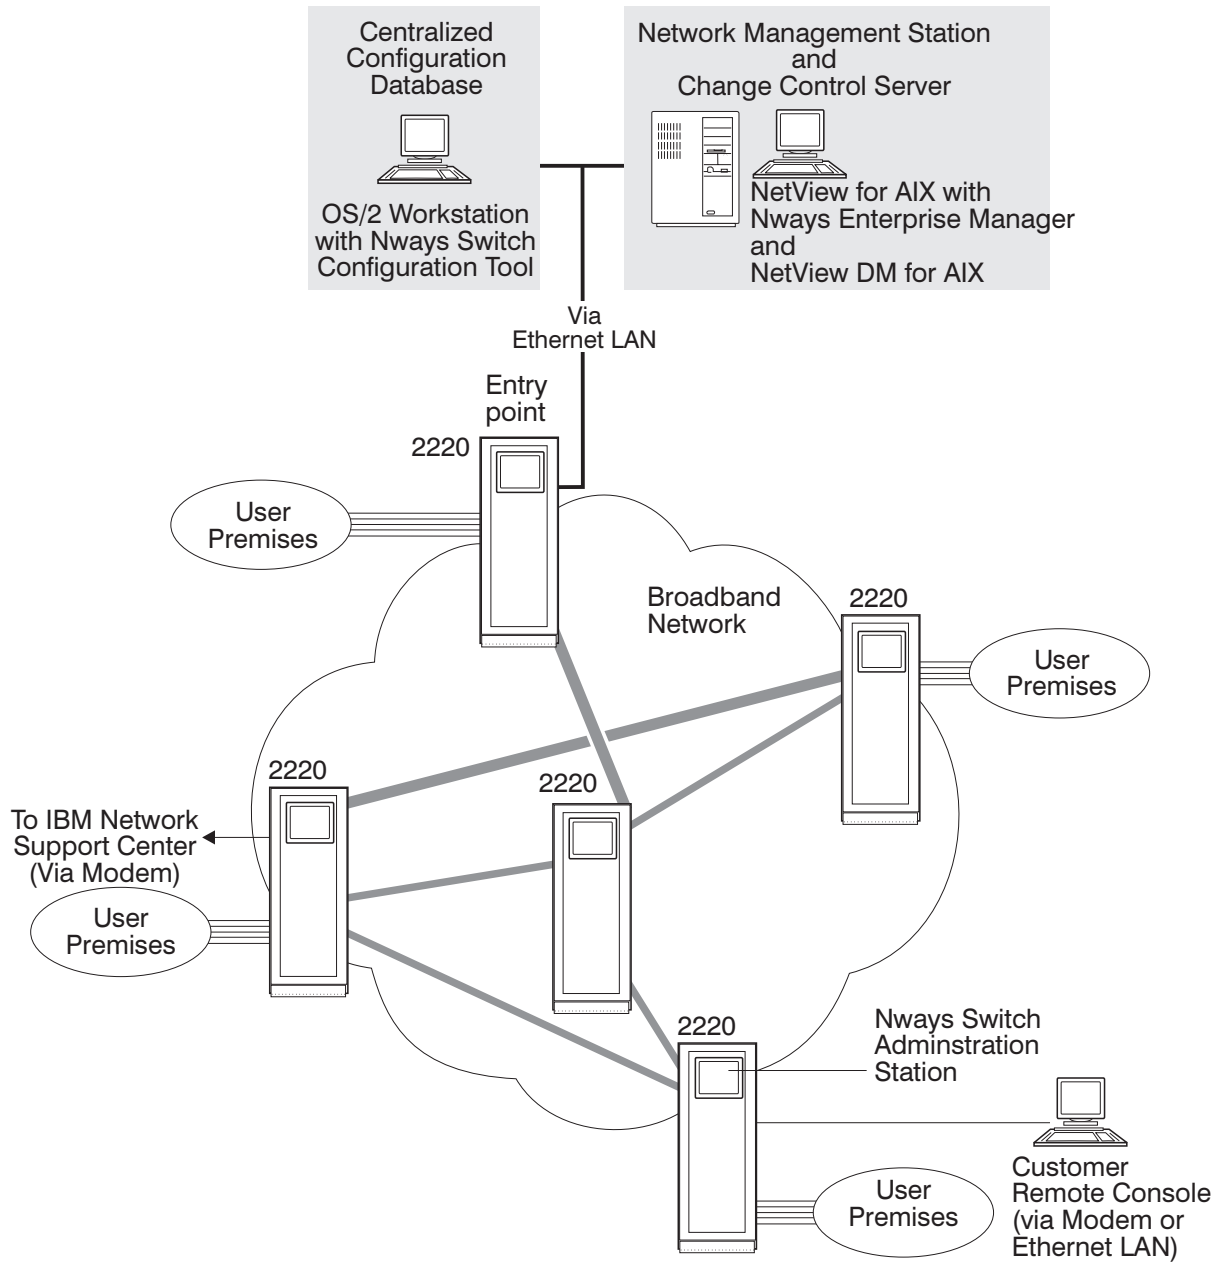 Centralized
Configuration
Database
OS/2 Workstation
with Nways Switch
Configuration Tool
Network Management Station
and
Change Control Server
NetView for AIX with
Nways Enterprise Manager
and
NetView DM for AIX
Via
Ethernet LAN
Entry
point
2220
User
Premises
Broadband
Network
2220
User
Premises
2220
2220
To IBM Network
Support Center
(Via Modem)
User
Premises
2220
Nways Switch
Adminstration
Station
Customer
Remote Console
(via Modem or
Ethernet LAN)
User
Premises